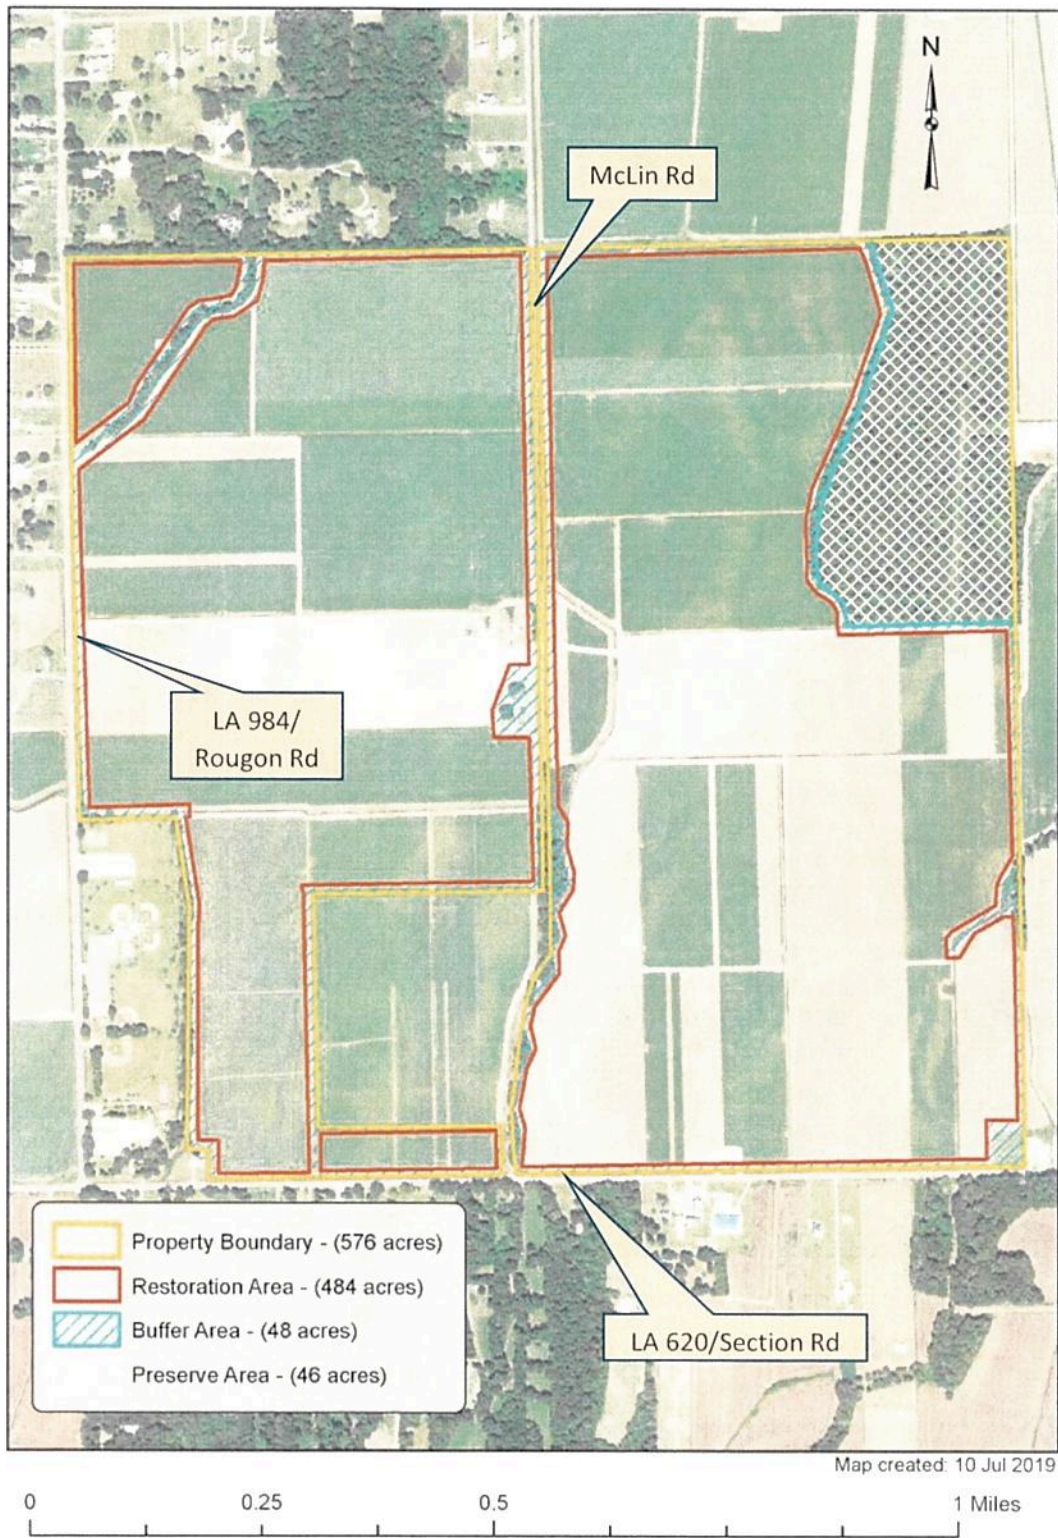 N
McLin Rd
LA 984/
Rougon Rd
Property Boundary - (576 acres)
Restoration Area - (484 acres)
Buffer Area - (48 acres)
Preserve Area - (46 acres)
LA 620/Section Rd
Map created: 10 Jul 2019
0 0.25 0.5 1 Miles